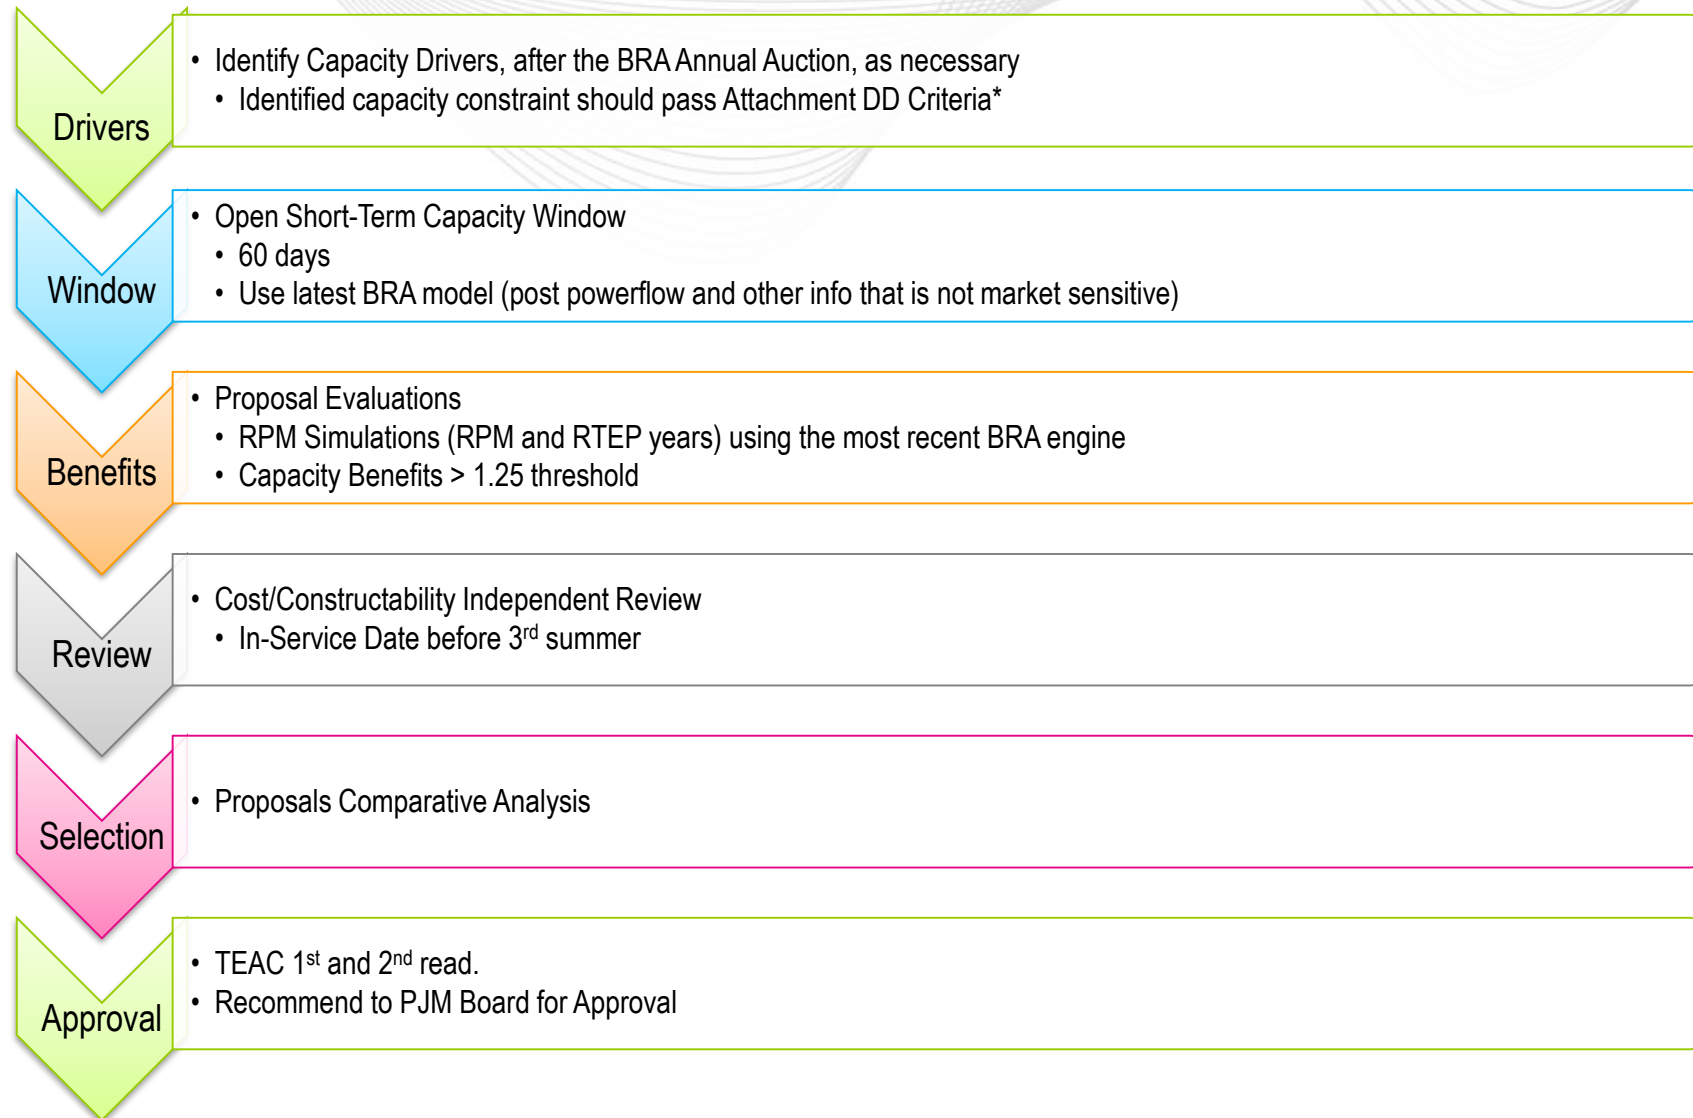 Drivers
• Identify Capacity Drivers, after the BRA Annual Auction, as necessary
• Identified capacity constraint should pass Attachment DD Criteria*
Window
• Open Short-Term Capacity Window
• 60 days
• Use latest BRA model (post powerflow and other info that is not market sensitive)
Benefits
• Proposal Evaluations
• RPM Simulations (RPM and RTEP years) using the most recent BRA engine
• Capacity Benefits > 1.25 threshold
Review
• Cost/Constructability Independent Review
• In-Service Date before 3rd summer
Selection
• Proposals Comparative Analysis
Approval
• TEAC 1st and 2nd read.
• Recommend to PJM Board for Approval